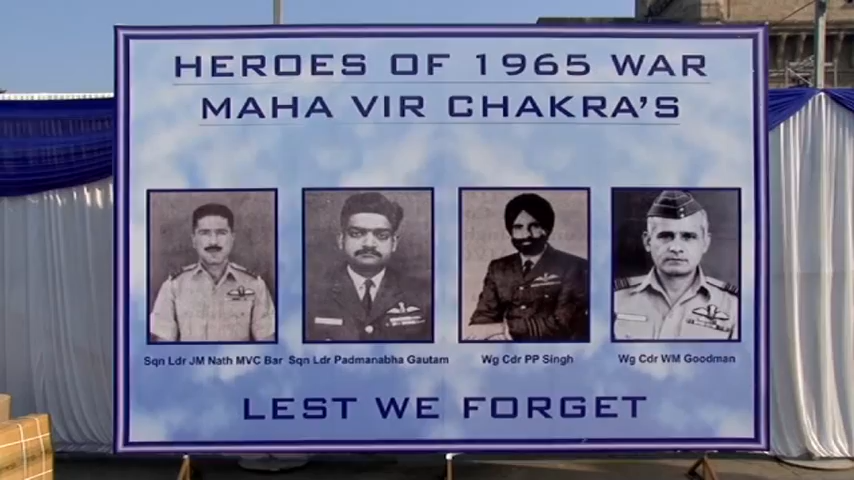 HEROES OF 1965 WAR
MAHA VIR CHAKRA'S
Sqn Ldr JM Nath MVC Bar
Sqn Ldr Padmanabha Gautam
Wg Cdr PP Singh
Wg Cdr WM Goodman
LEST WE FORGET